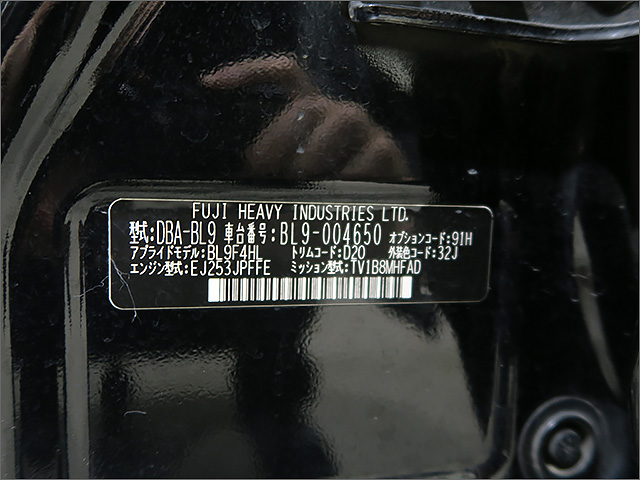 FUJI HEAVY INDUSTRIES LTD.
型式:DBA-BL9 車台番号:BL9-004650 オプションコード:91H
アプライドモデル:BL9F4HL トリムコード:D20 外装色コード:32J
エンジン型式:EJ253JPFFE ミッション型式:TV1B8MHFAD